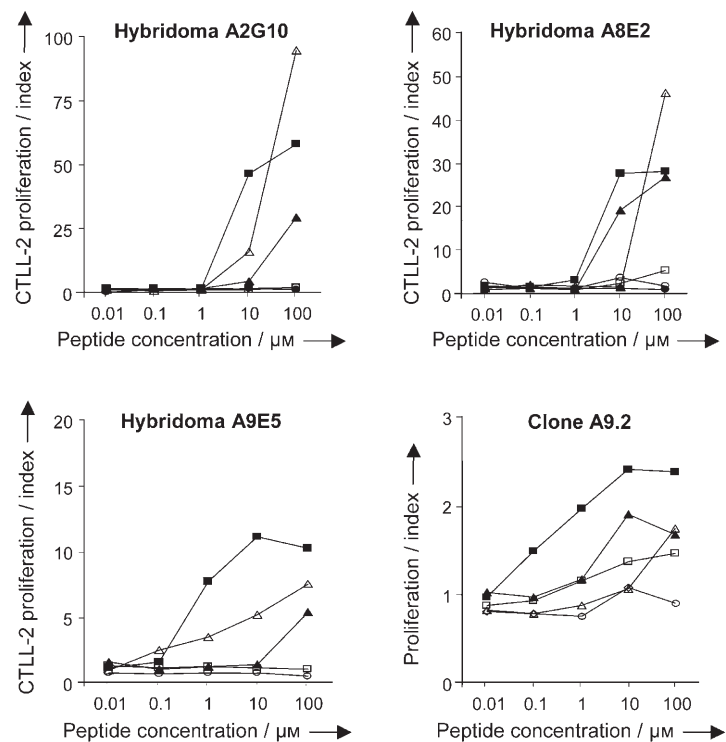 Hybridoma A2G10
CTLL-2 proliferation / index
100
75
50
25
0
0.01 0.1 1 10 100
Peptide concentration / µM
Hybridoma A8E2
CTLL-2 proliferation / index
60
50
40
30
20
10
0
0.01 0.1 1 10 100
Peptide concentration / µM
Hybridoma A9E5
CTLL-2 proliferation / index
20
15
10
5
0
0.01 0.1 1 10 100
Peptide concentration / µM
Clone A9.2
Proliferation / index
3
2
1
0
0.01 0.1 1 10 100
Peptide concentration / µM